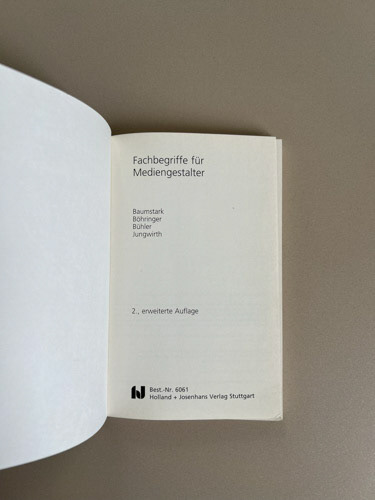 Fachbegriffe für
Mediengestalter
Baumstark
Böhringer
Bühler
Jungwirth
2., erweiterte Auflage
Best.-Nr. 6061
Holland + Josenhans Verlag Stuttgart